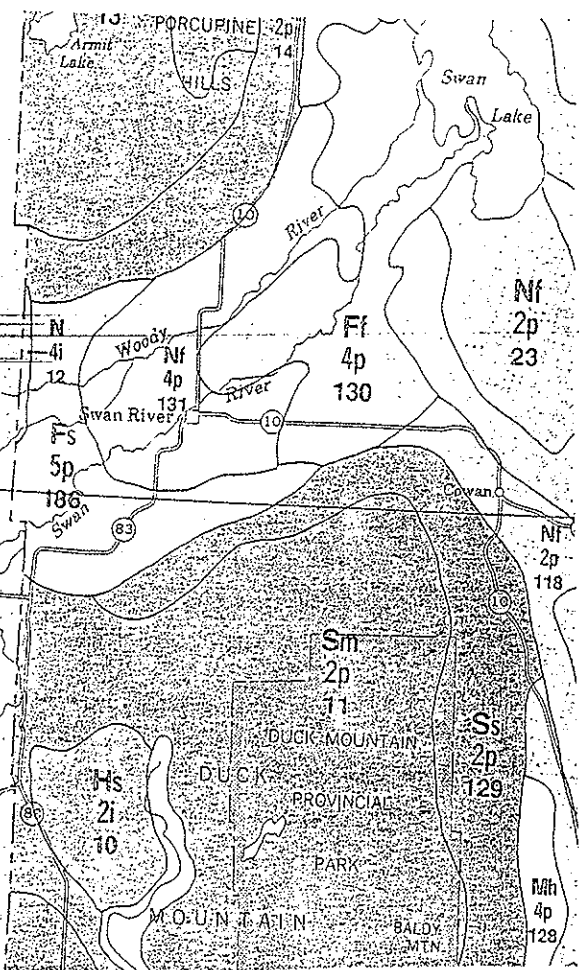 13
PORCUPINE
2p
14
Armit
Lake
HILLS
Swan
Lake
10
River
Nf
2p
23
N
4i
12
Woody
Nf
4p
131
Ff
4p
130
River
Swan River
10
Fs
5p
186
Swan
83
Cowan
Nf
2p
118
10
Sm
2p
11
DUCK MOUNTAIN
PROVINCIAL
PARK
Ss
2p
129
Hs
2i
10
DUCK
MOUNTAIN
BALDY
MTN.
Mh
4p
128